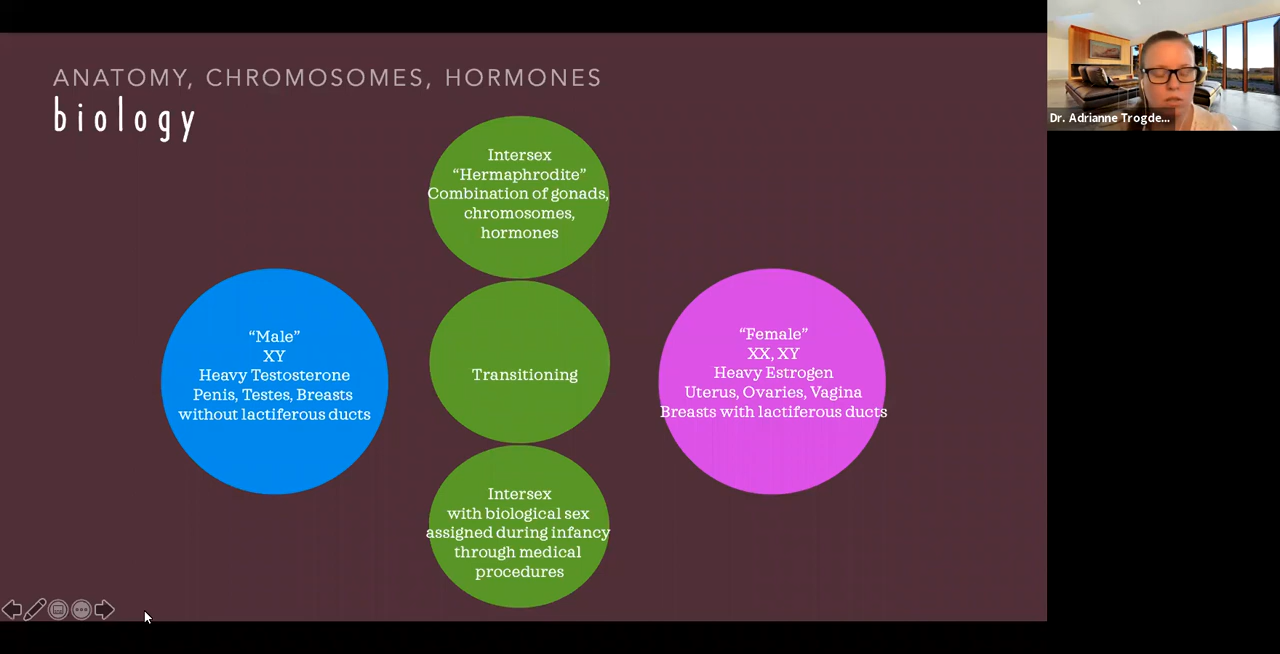 ANATOMY, CHROMOSOMES, HORMONES
biology
Intersex
“Hermaphrodite”
Combination of gonads,
chromosomes,
hormones
“Male”
XY
Heavy Testosterone
Penis, Testes, Breasts
without lactiferous ducts
Transitioning
“Female”
XX, XY
Heavy Estrogen
Uterus, Ovaries, Vagina
Breasts with lactiferous ducts
Intersex
with biological sex
assigned during infancy
through medical
procedures
Dr. Adrianne Trogde...